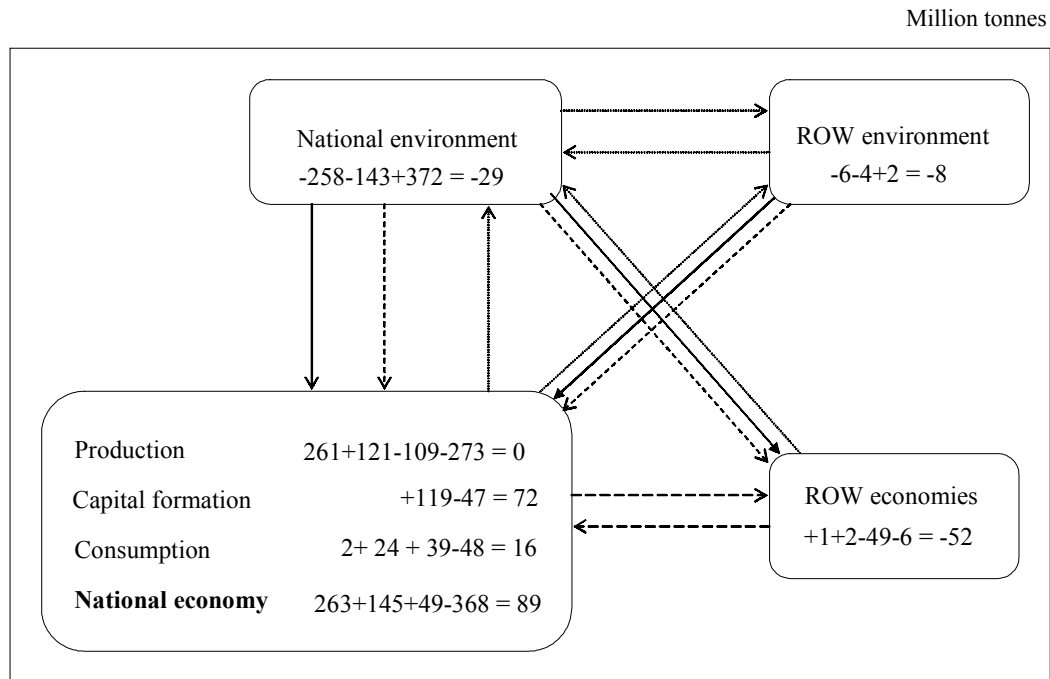 Million tonnes
National environment
-258-143+372 = -29
ROW environment
-6-4+2 = -8
Production 261+121-109-273 = 0
Capital formation +119-47 = 72
Consumption 2+ 24 + 39-48 = 16
National economy 263+145+49-368 = 89
ROW economies
+1+2-49-6 = -52